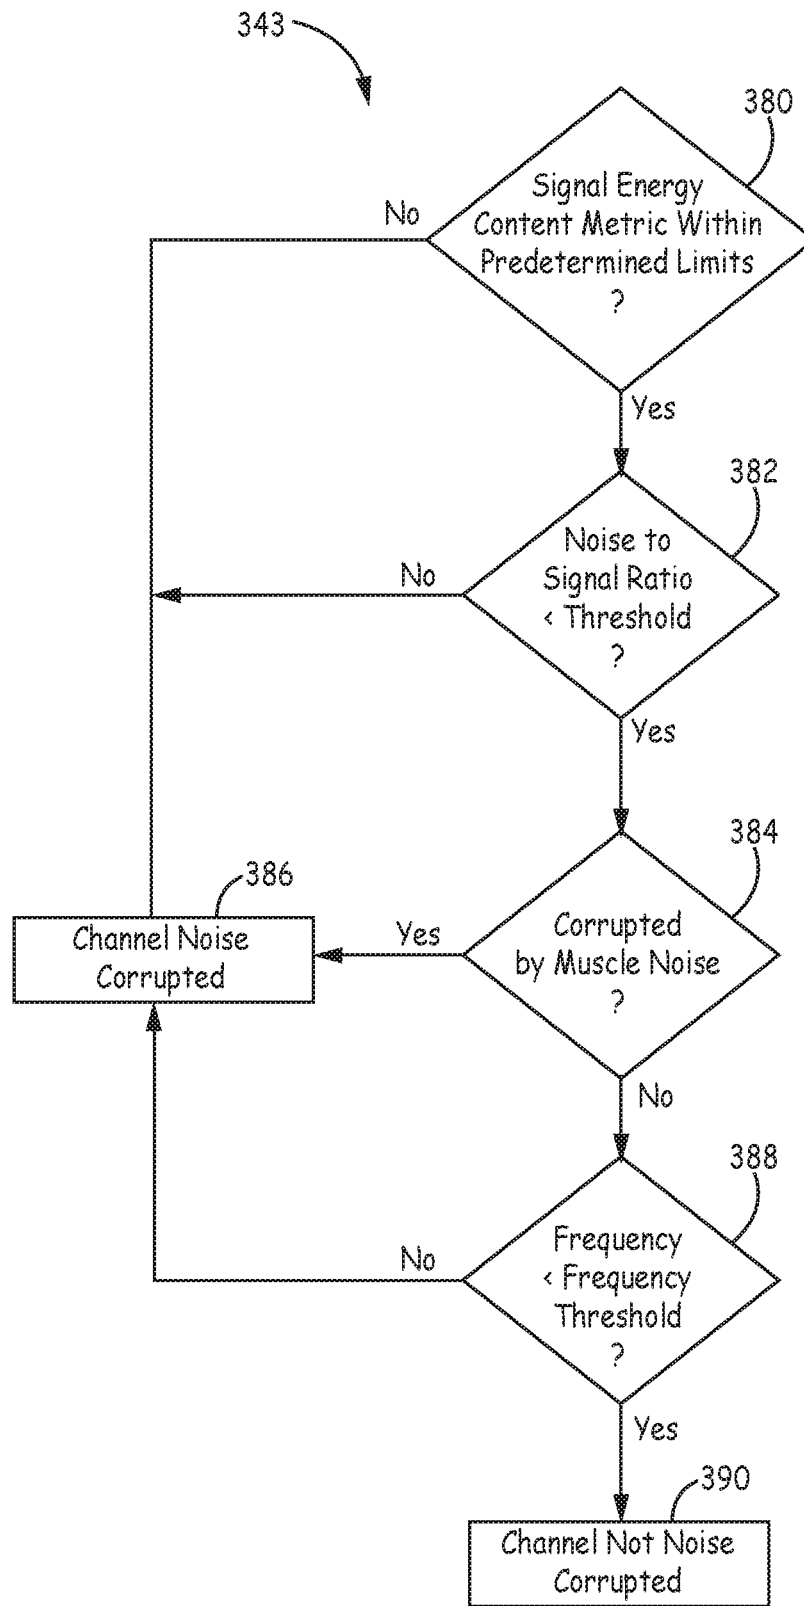 343
380
Signal Energy
Content Metric Within
Predetermined Limits
?
No
Yes
382
Noise to
Signal Ratio
< Threshold
?
No
Yes
384
Corrupted
by Muscle Noise
?
Yes
386
Channel Noise
Corrupted
No
388
Frequency
< Frequency
Threshold
?
No
Yes
390
Channel Not Noise
Corrupted